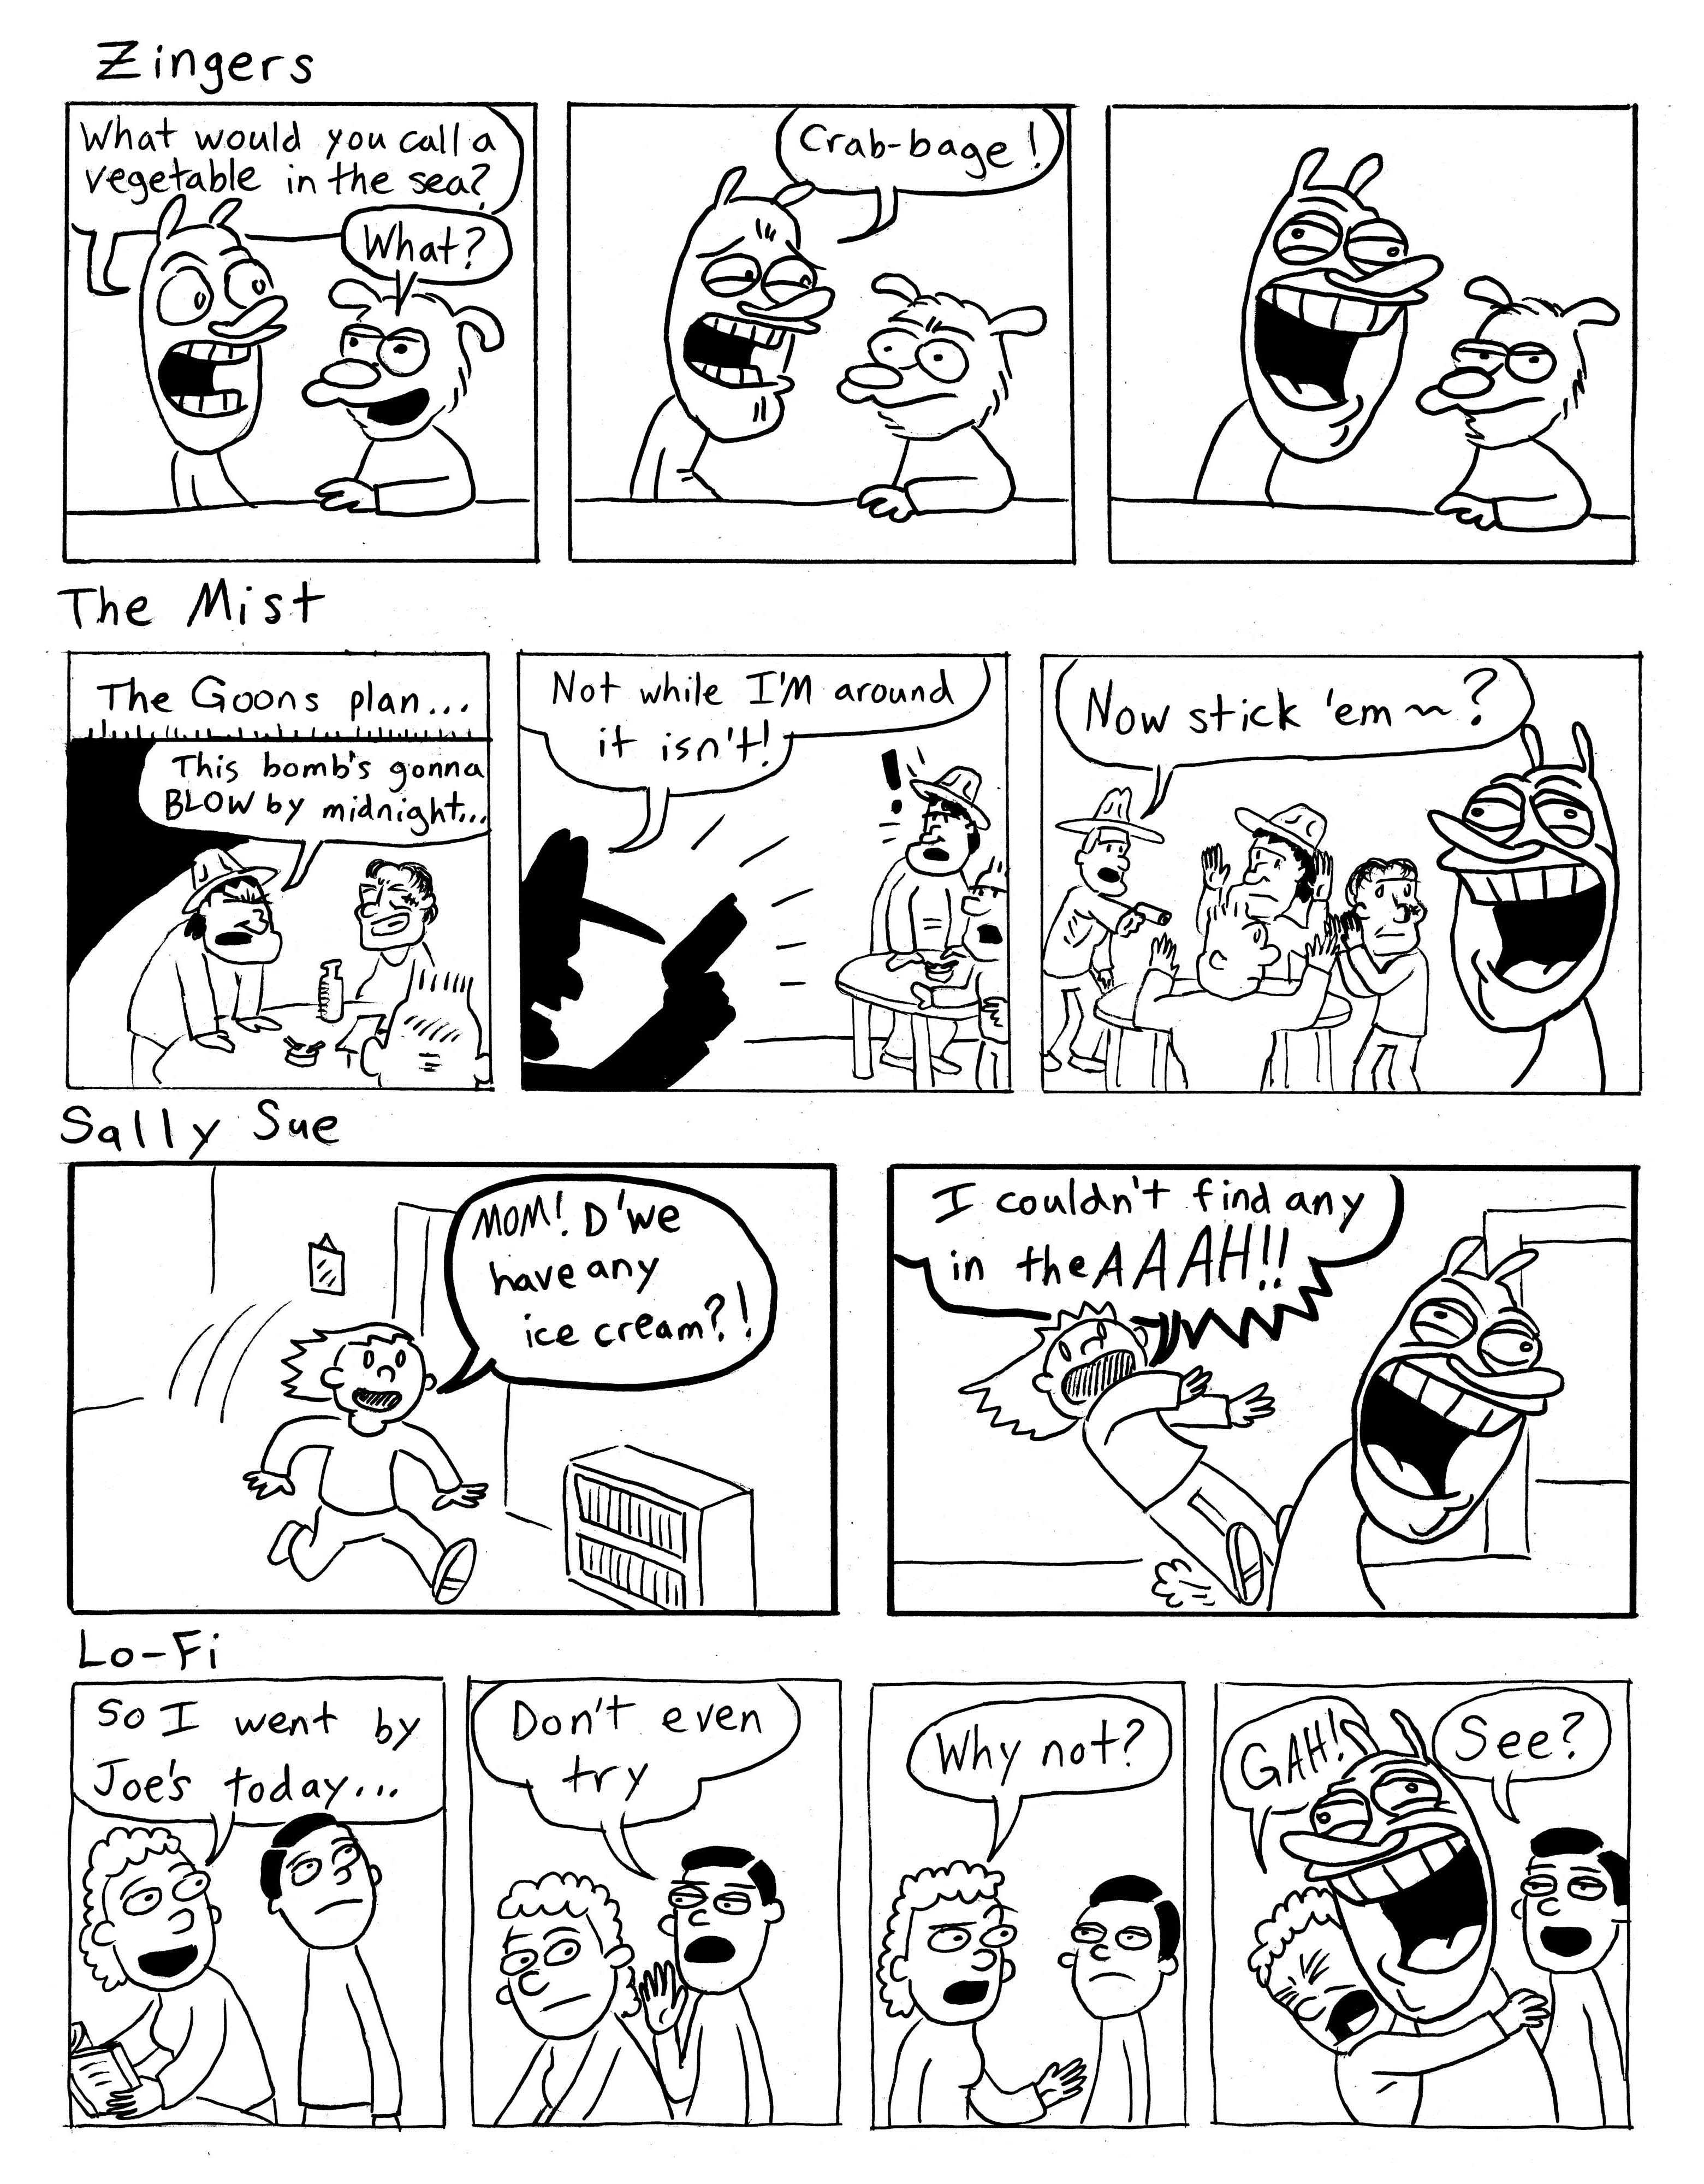 Zingers
What would you call a
vegetable in the sea?
What?
Crab-bage!
The Mist
The Goons plan...
This bomb's gonna
BLOW by midnight...
Not while I'M around
it isn't!
Now stick 'em ~?
Sally Sue
MOM! D'we
have any
ice cream?!
I couldn't find any
in the AAAAH!!
Lo-Fi
So I went by
Joe's today...
Don't even
try
Why not?
GAH!
See?